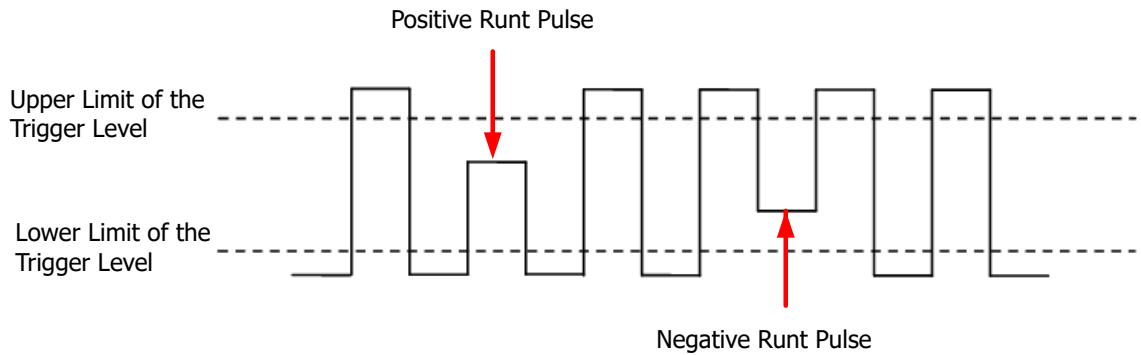 Positive Runt Pulse
Upper Limit of the
Trigger Level
Lower Limit of the
Trigger Level
Negative Runt Pulse